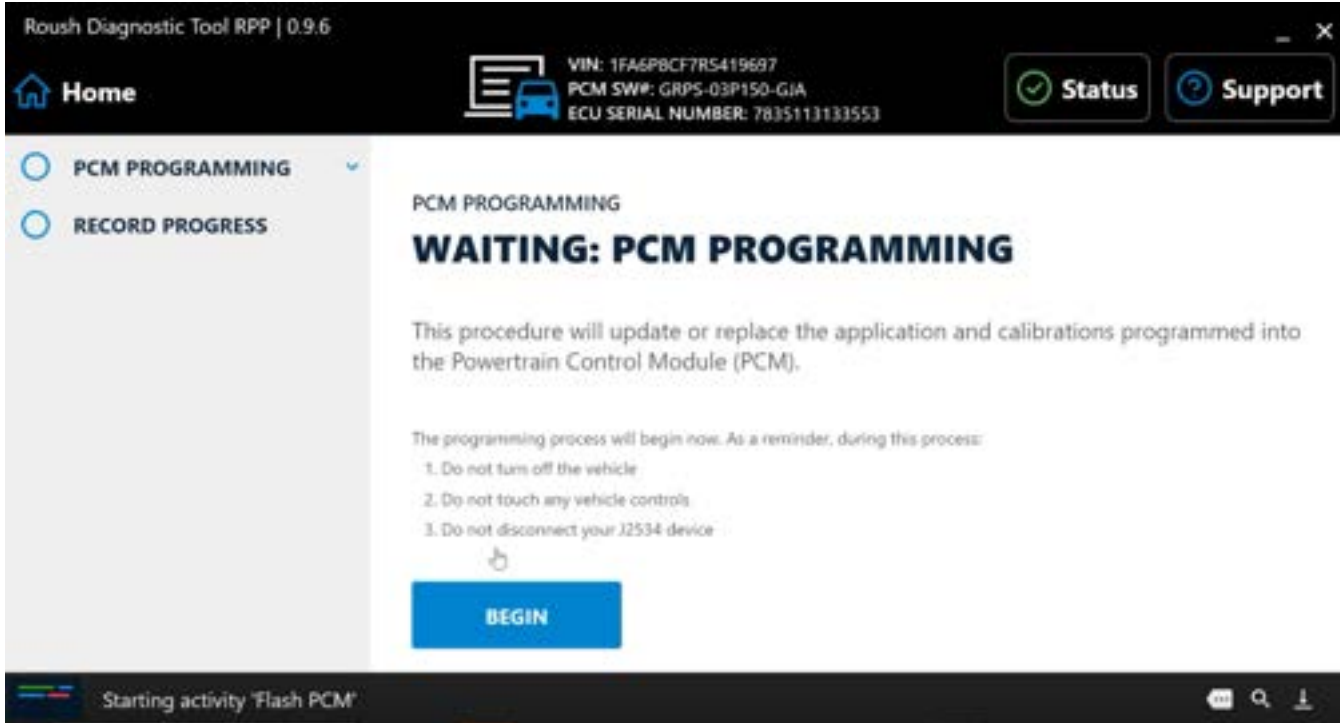 Roush Diagnostic Tool RPP | 0.9.6
Home
VIN: 1FA6P8CF7RS419697
PCM SW#: GRPS-03P150-GJA
ECU SERIAL NUMBER: 7835113133553
Status
Support
PCM PROGRAMMING
RECORD PROGRESS
PCM PROGRAMMING
WAITING: PCM PROGRAMMING
This procedure will update or replace the application and calibrations programmed into
the Powertrain Control Module (PCM).
The programming process will begin now. As a reminder, during this process:
1. Do not turn off the vehicle
2. Do not touch any vehicle controls
3. Do not disconnect your J2534 device
BEGIN
Starting activity 'Flash PCM'